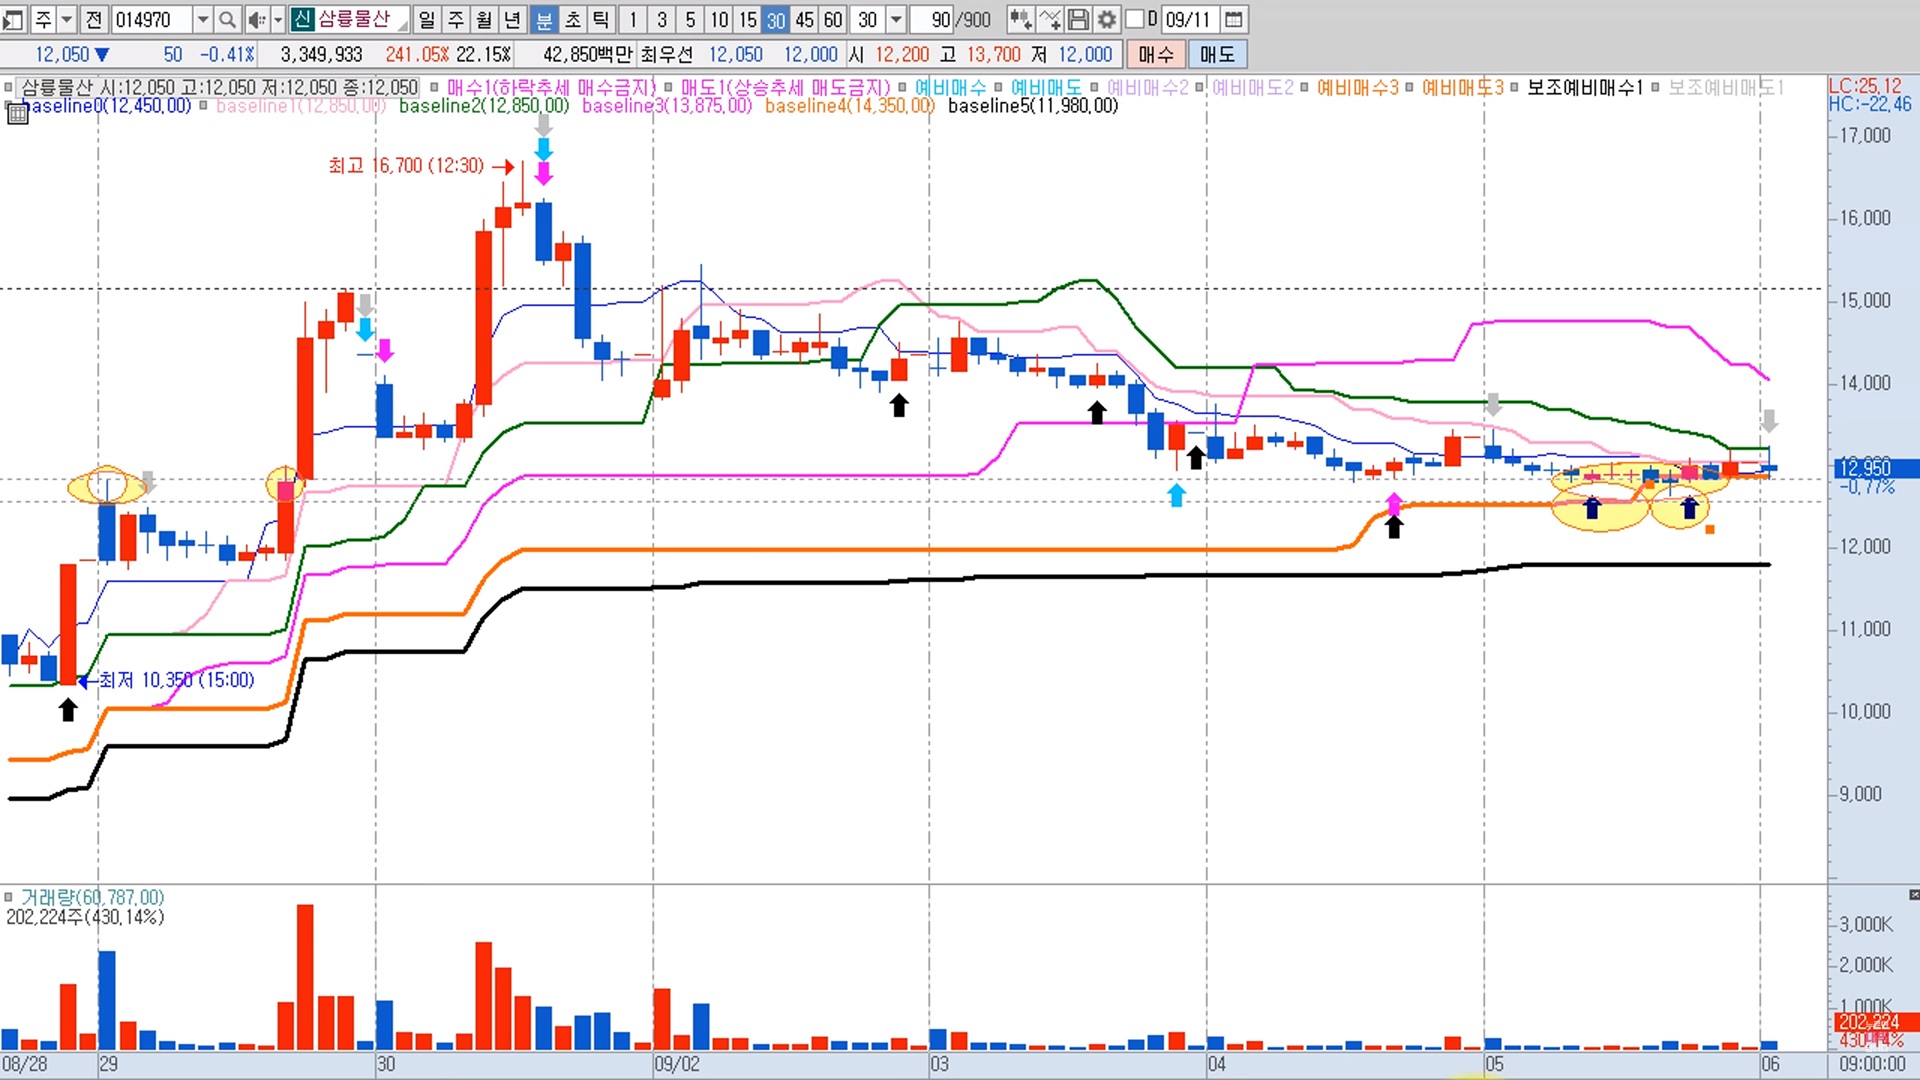 주 전 014970 신 삼륭물산 일 주 월 년 분 초 틱 1 3 5 10 15 30 45 60 30 90 /900 D 09/11
12,050 ▼ 50 -0.41% 3,349,933 241.05% 22.15% 42,850백만 최우선 12,050 12,000 시 12,200 고 13,700 저 12,000 매수 매도
삼륭물산 시:12,050 고:12,050 저:12,050 종:12,050 매수1(하락추세 매수금지) 매도1(상승추세 매도금지) 예비매수 예비매도 예비매수2 예비매도2 예비매수3 예비매도3 보조예비매수1 보조예비매도1 LC:25.12
HC:-22.46
baseline0(12,450.00) baseline1(12,850.00) baseline2(12,850.00) baseline3(13,875.00) baseline4(14,350.00) baseline5(11,980.00)
17,000
최고 16,700 (12:30)
16,000
15,000
14,000
12,950
-0.77%
12,000
11,000
최저 10,350 (15:00)
10,000
9,000
거래량(60,787.00)
202,224주(430.14%)
3,000K
2,000K
1,000K
202,224
430.14%
08/28 29 30 09/02 03 04 05 06 09:00:00